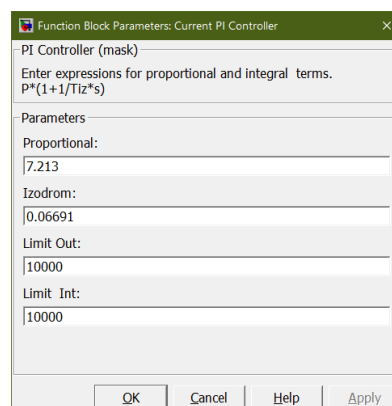 Function Block Parameters: Current PI Controller
PI Controller (mask)
Enter expressions for proportional and integral terms.
P*(1+1/Tiz*s)
Parameters
Proportional:
7.213
Izodrom:
0.06691
Limit Out:
10000
Limit Int:
10000
OK Cancel Help Apply